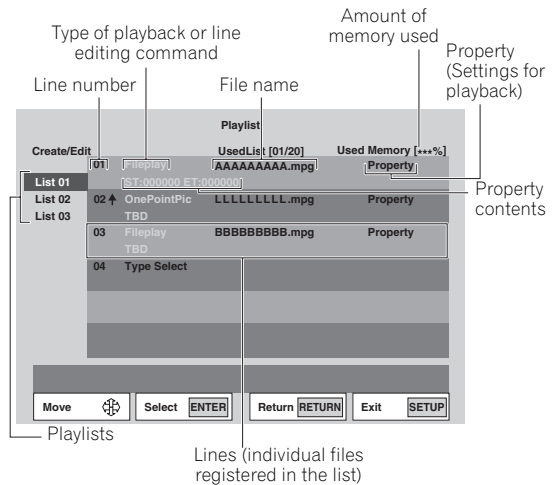 Type of playback or line
editing command
Amount of
memory used
Line number
File name
Property
(Settings for
playback)
Playlist
Create/Edit
UsedList [01/20]
Used Memory [***%]
01 Fileplay AAAAAAAAA.mpg Property
List 01
ST:000000 ET:000000
Property
contents
List 02
02 OnePointPic LLLLLLLLL.mpg Property
List 03
TBD
03 Fileplay BBBBBBBBB.mpg Property
TBD
04 Type Select
Move
Select ENTER
Return RETURN
Exit SETUP
Playlists
Lines (individual files
registered in the list)